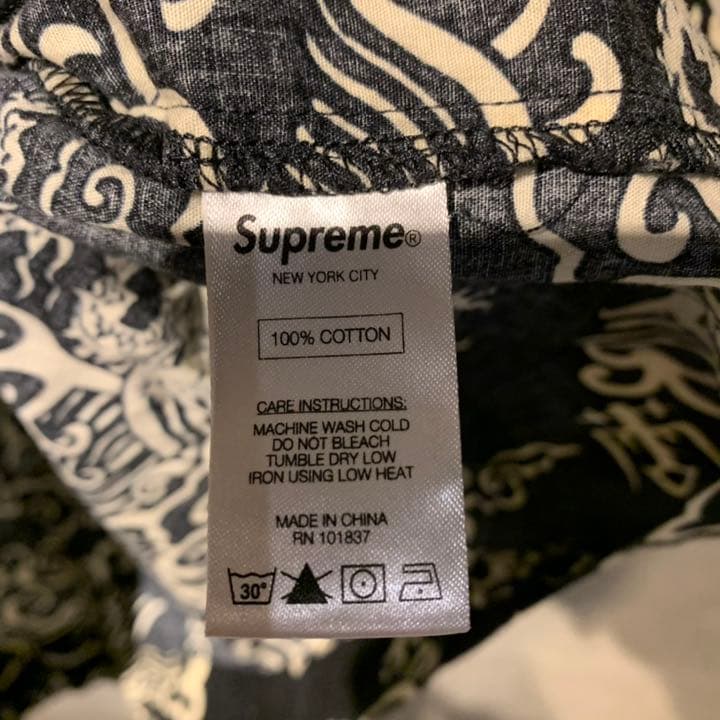 Supreme®
NEW YORK CITY
100% COTTON
CARE INSTRUCTIONS:
MACHINE WASH COLD
DO NOT BLEACH
TUMBLE DRY LOW
IRON USING LOW HEAT
MADE IN CHINA
RN 101837
30°